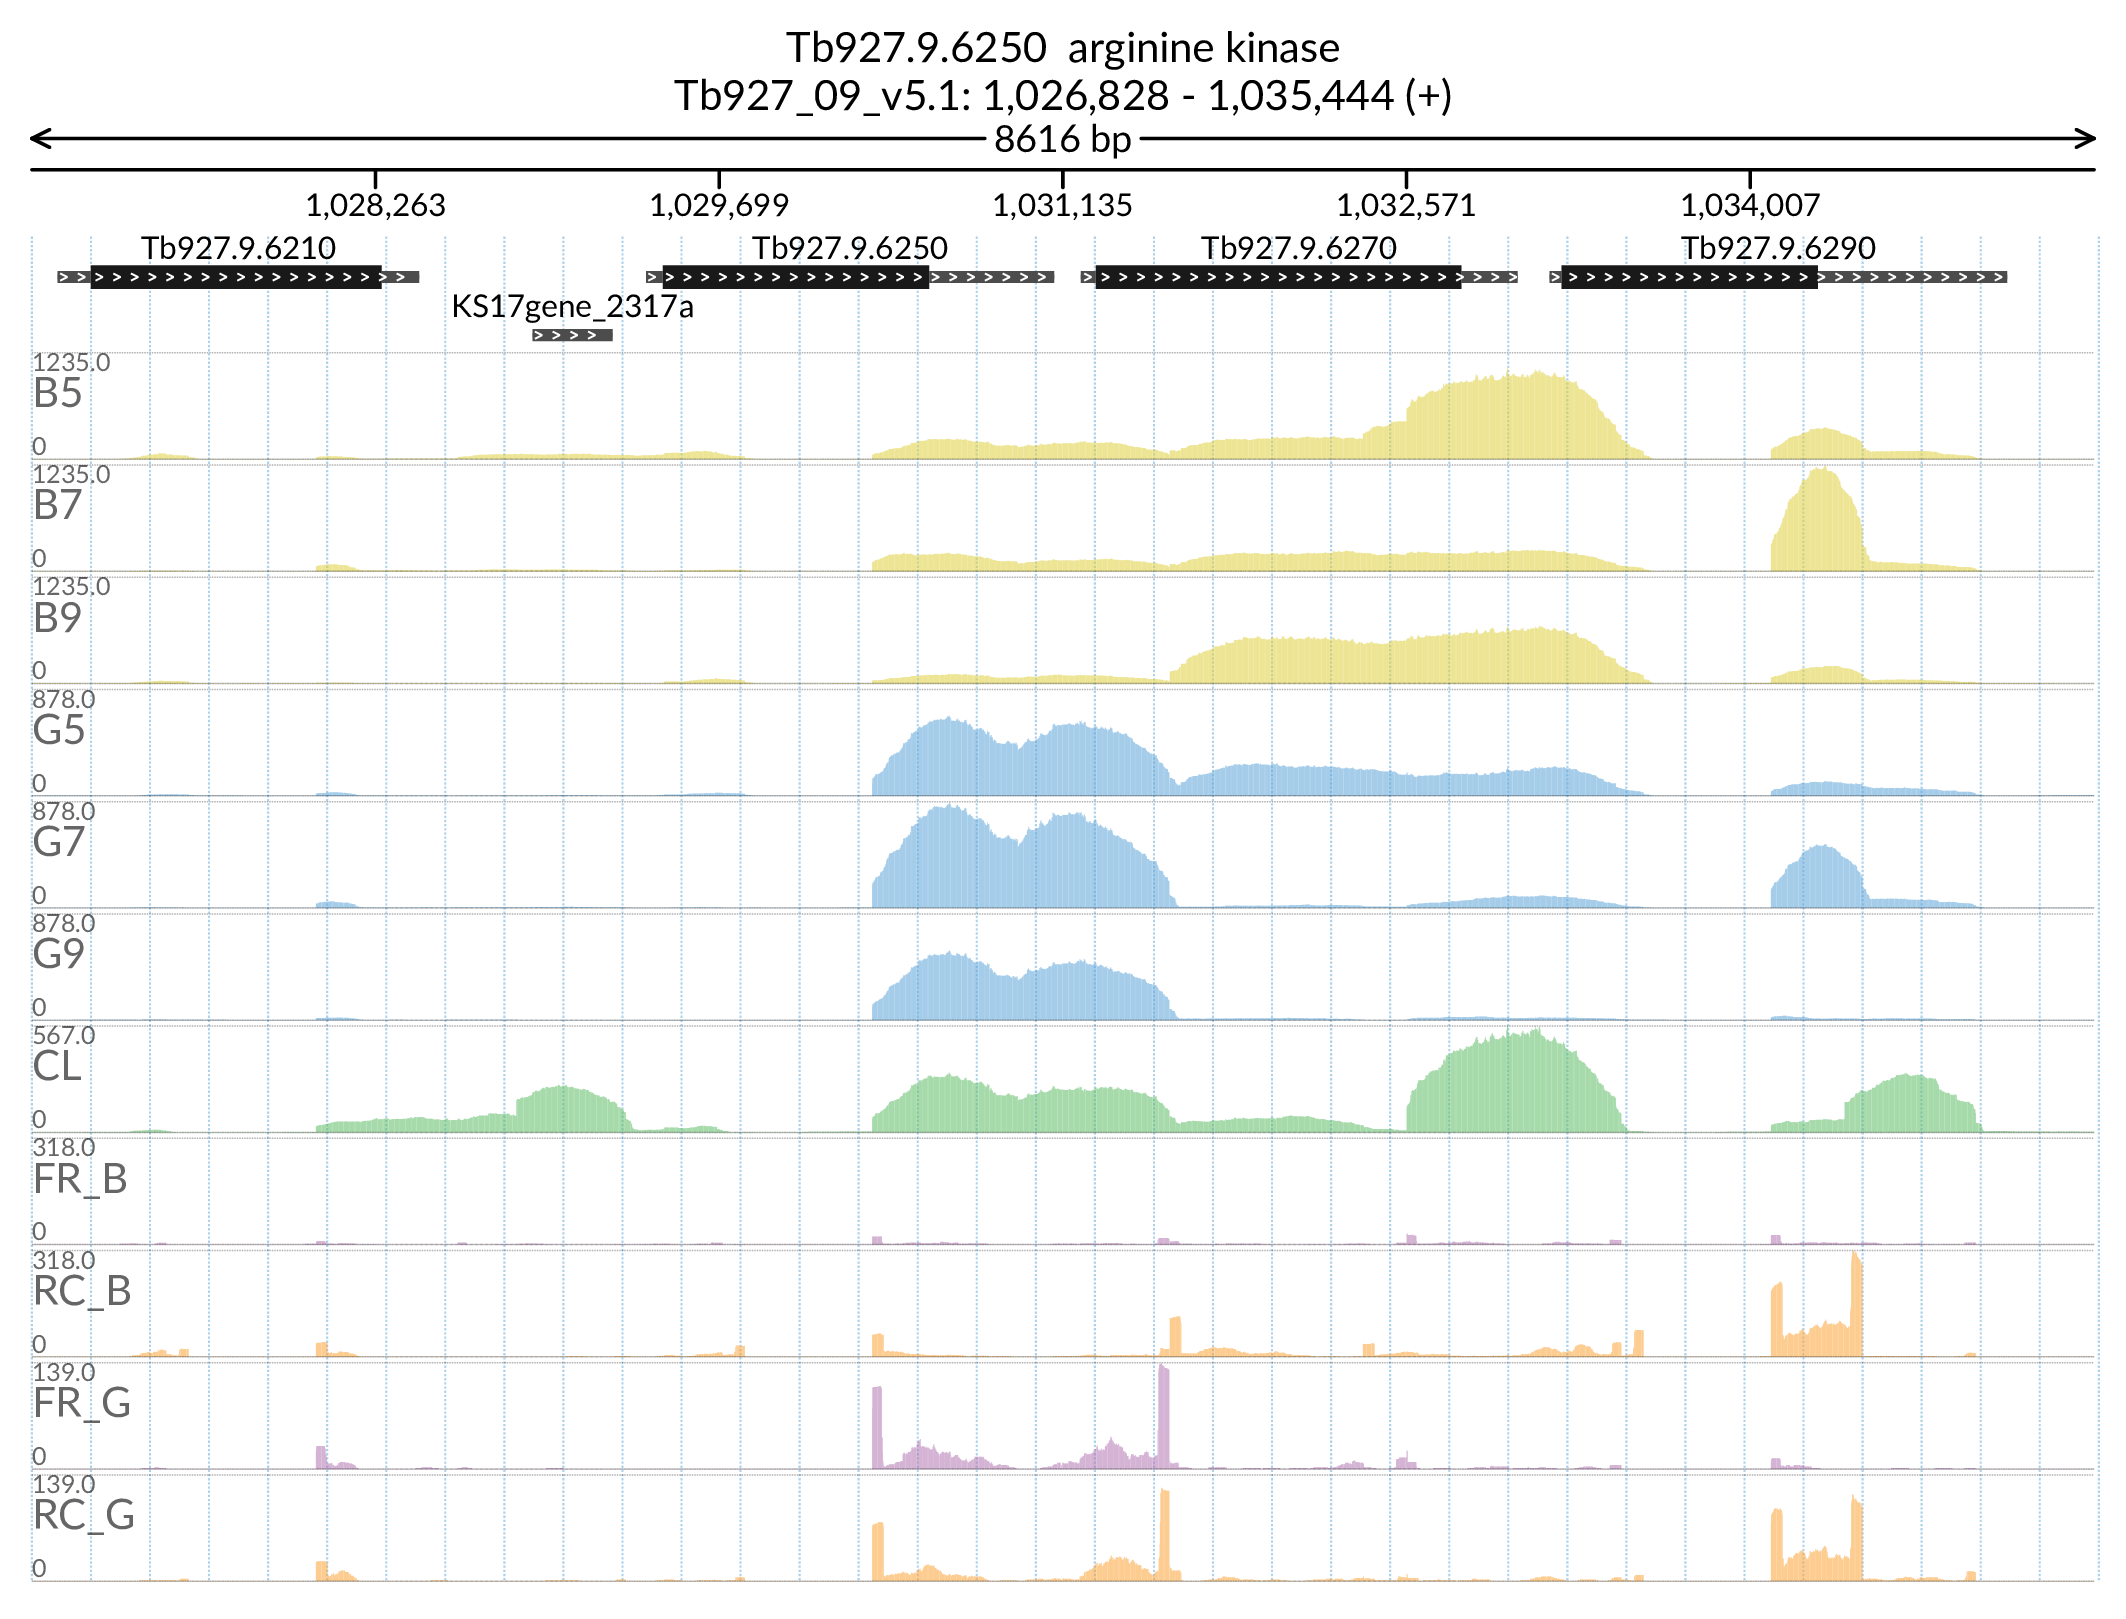 Tb927.9.6250  arginine kinase
Tb927_09_v5.1: 1,026,828 - 1,035,444 (+)
8616 bp
1,028,263 1,029,699 1,031,135 1,032,571 1,034,007
Tb927.9.6210 Tb927.9.6250 Tb927.9.6270 Tb927.9.6290
KS17gene_2317a
1235.0
B5
0
1235.0
B7
0
1235.0
B9
0
878.0
G5
0
878.0
G7
0
878.0
G9
0
567.0
CL
0
318.0
FR_B
0
318.0
RC_B
0
139.0
FR_G
0
139.0
RC_G
0